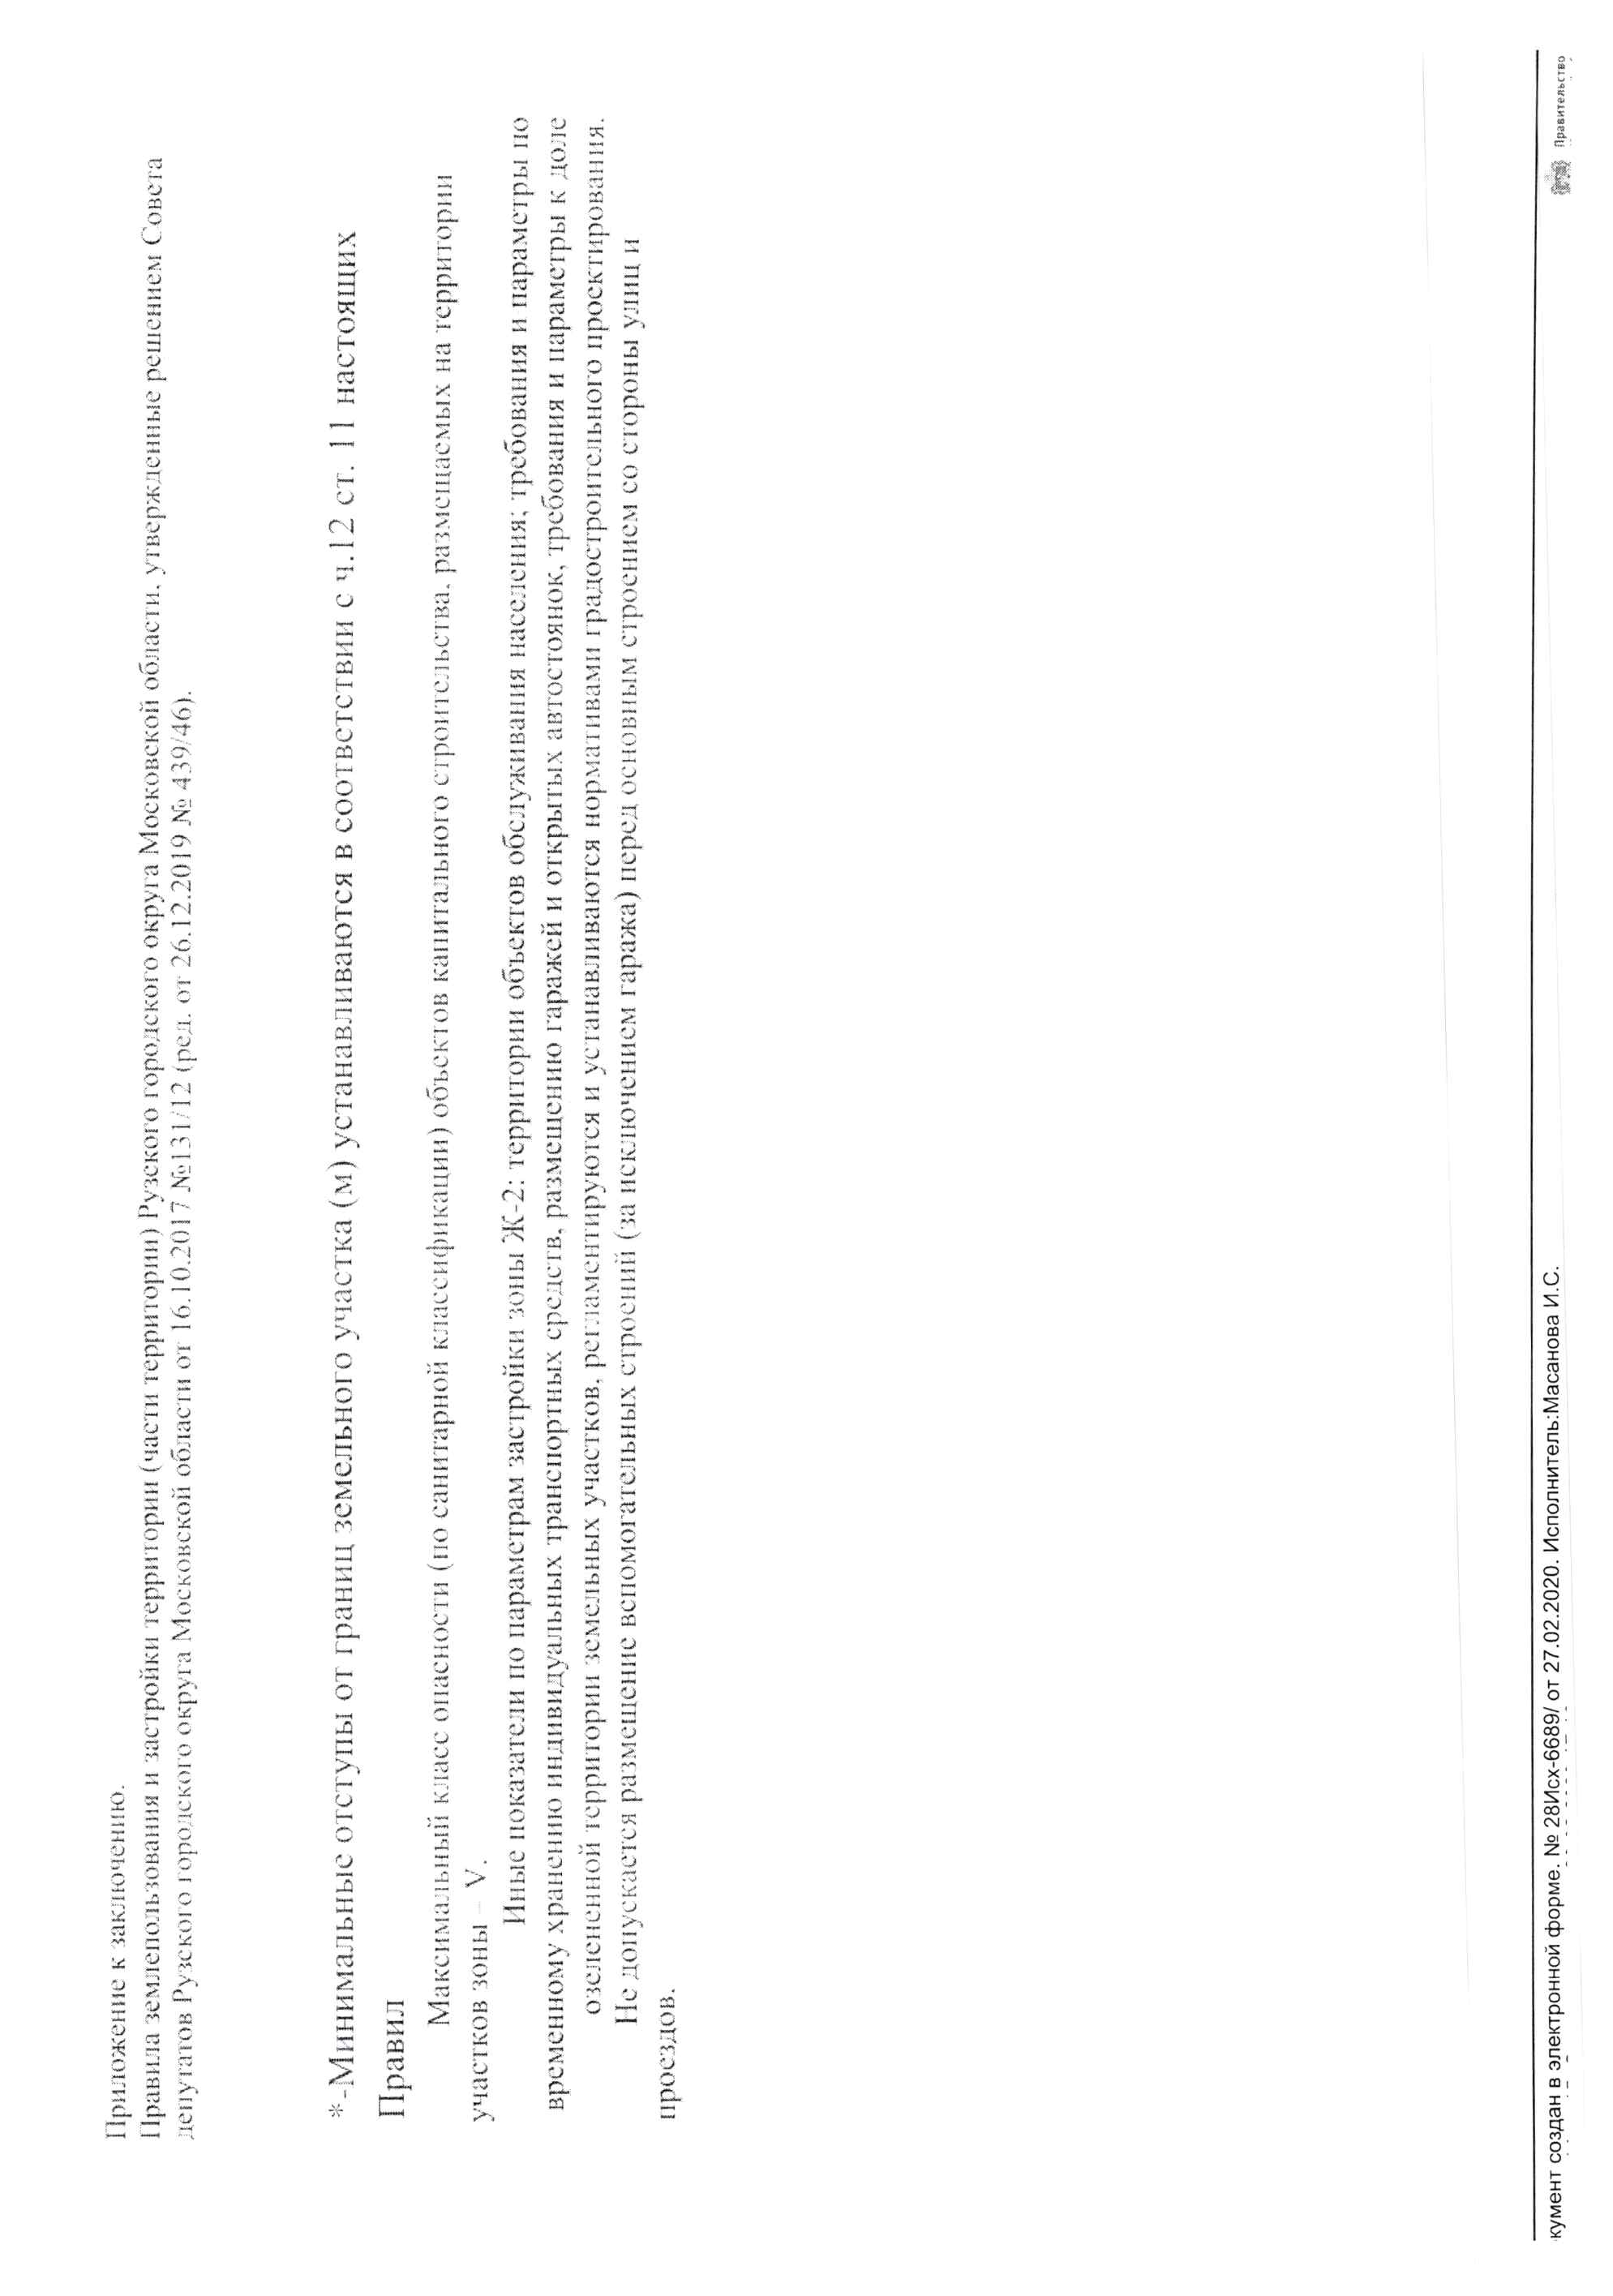 Приложение к заключению.
Правила землепользования и застройки территории (части территории) Рузского городского округа Московской области, утвержденные решением Совета
депутатов Рузского городского округа Московской области от 16.10.2017 №131/12 (ред. от 26.12.2019 № 439/46).
*-Минимальные отступы от границ земельного участка (м) устанавливаются в соответствии с ч.12 ст. 11 настоящих
Правил
Максимальный класс опасности (по санитарной классификации) объектов капитального строительства, размещаемых на территории
участков зоны – V.
Иные показатели по параметрам застройки зоны Ж-2: территории объектов обслуживания населения; требования и параметры по
временному хранению индивидуальных транспортных средств, размещению гаражей и открытых автостоянок, требования и параметры к доле
озелененной территории земельных участков, регламентируются и устанавливаются нормативами градостроительного проектирования.
Не допускается размещение вспомогательных строений (за исключением гаража) перед основным строением со стороны улиц и
проездов.
кумент создан в электронной форме. № 28Исх-6689/ от 27.02.2020. Исполнитель:Масанова И.С.
Правительство